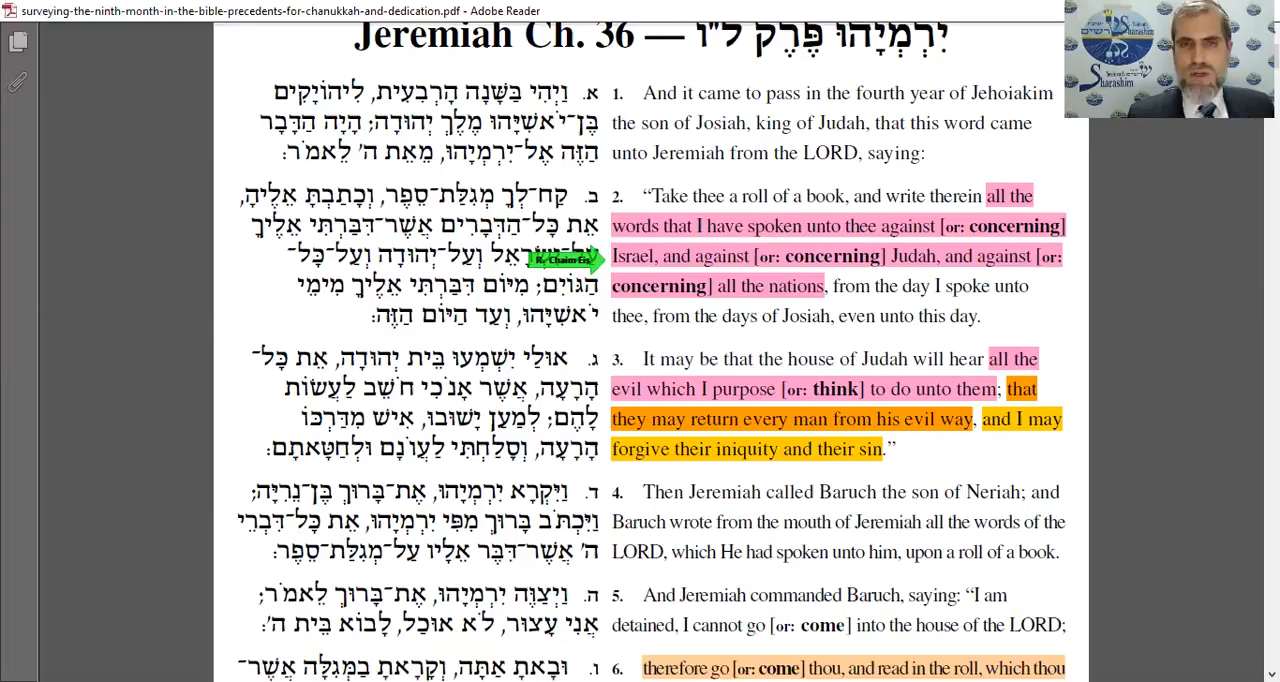 surveying-the-ninth-month-in-the-bible-precedents-for-chanukkah-and-dedication.pdf - Adobe Reader
Jeremiah Ch. 36 — יִרְמְיָהוּ פֶּרֶק ל"ו
א. וַיְהִי בַּשָּׁנָה הָרְבִעִית, לִיהוֹיָקִים
בֶּן־יֹאשִׁיָּהוּ מֶלֶךְ יְהוּדָה; הָיָה הַדָּבָר
הַזֶּה אֶל־יִרְמְיָהוּ, מֵאֵת ה' לֵאמֹר:
1. And it came to pass in the fourth year of Jehoiakim
the son of Josiah, king of Judah, that this word came
unto Jeremiah from the LORD, saying:
ב. קַח־לְךָ מְגִלַּת־סֵפֶר, וְכָתַבְתָּ אֵלֶיהָ,
אֵת כָּל־הַדְּבָרִים אֲשֶׁר־דִּבַּרְתִּי אֵלֶיךָ
וְעַל־יְהוּדָה וְעַל־כָּל־
R. Chaim Eis
הַגּוֹיִם; מִיּוֹם דִּבַּרְתִּי אֵלֶיךָ מִימֵי
יֹאשִׁיָּהוּ, וְעַד הַיּוֹם הַזֶּה:
2. “Take thee a roll of a book, and write therein all the
words that I have spoken unto thee against [or: concerning]
Israel, and against [or: concerning] Judah, and against [or:
concerning] all the nations, from the day I spoke unto
thee, from the days of Josiah, even unto this day.
ג. אוּלַי יִשְׁמְעוּ בֵּית יְהוּדָה, אֵת כָּל־
הָרָעָה, אֲשֶׁר אָנֹכִי חֹשֵׁב לַעֲשׂוֹת
לָהֶם; לְמַעַן יָשׁוּבוּ, אִישׁ מִדַּרְכּוֹ
הָרָעָה, וְסָלַחְתִּי לַעֲוֹנָם וּלְחַטָּאתָם:
3. It may be that the house of Judah will hear all the
evil which I purpose [or: think] to do unto them; that
they may return every man from his evil way, and I may
forgive their iniquity and their sin.”
ד. וַיִּקְרָא יִרְמְיָהוּ, אֶת־בָּרוּךְ בֶּן־נֵרִיָּה;
וַיִּכְתֹּב בָּרוּךְ מִפִּי יִרְמְיָהוּ, אֵת כָּל־דִּבְרֵי
ה' אֲשֶׁר־דִּבֶּר אֵלָיו עַל־מְגִלַּת־סֵפֶר:
4. Then Jeremiah called Baruch the son of Neriah; and
Baruch wrote from the mouth of Jeremiah all the words of the
LORD, which He had spoken unto him, upon a roll of a book.
ה. וַיְצַוֶּה יִרְמְיָהוּ, אֶת־בָּרוּךְ לֵאמֹר;
אֲנִי עָצוּר, לֹא אוּכַל, לָבוֹא בֵּית ה':
5. And Jeremiah commanded Baruch, saying: “I am
detained, I cannot go [or: come] into the house of the LORD;
ו. וּבָאתָ אַתָּה, וְקָרָאתָ בַמְּגִלָּה אֲשֶׁר־
6. therefore go [or: come] thou, and read in the roll, which thou
שרשים
Sharashim
Sharashim